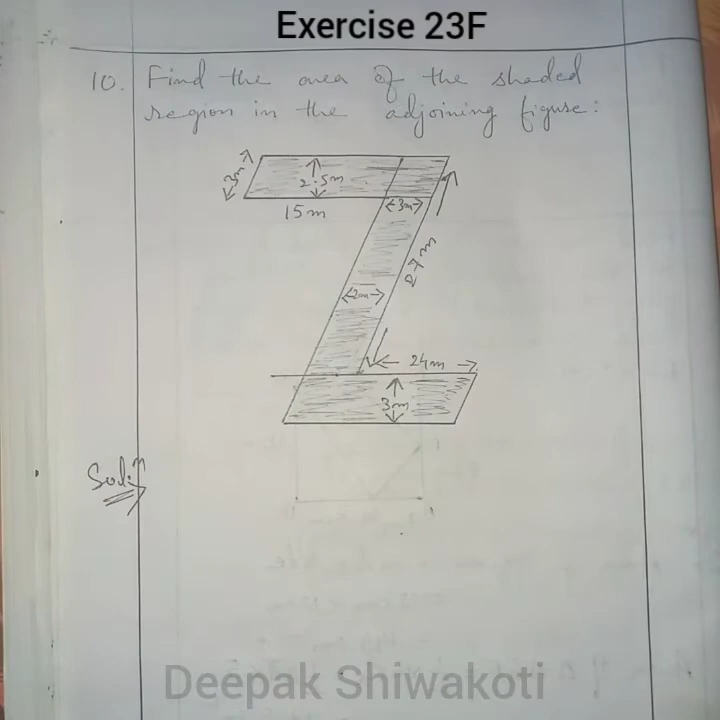 Exercise 23F
10. Find the area of the shaded
region in the adjoining figure:
3m
2.5m
15m
3m
27m
2m
24m
3m
Soln
Deepak Shiwakoti